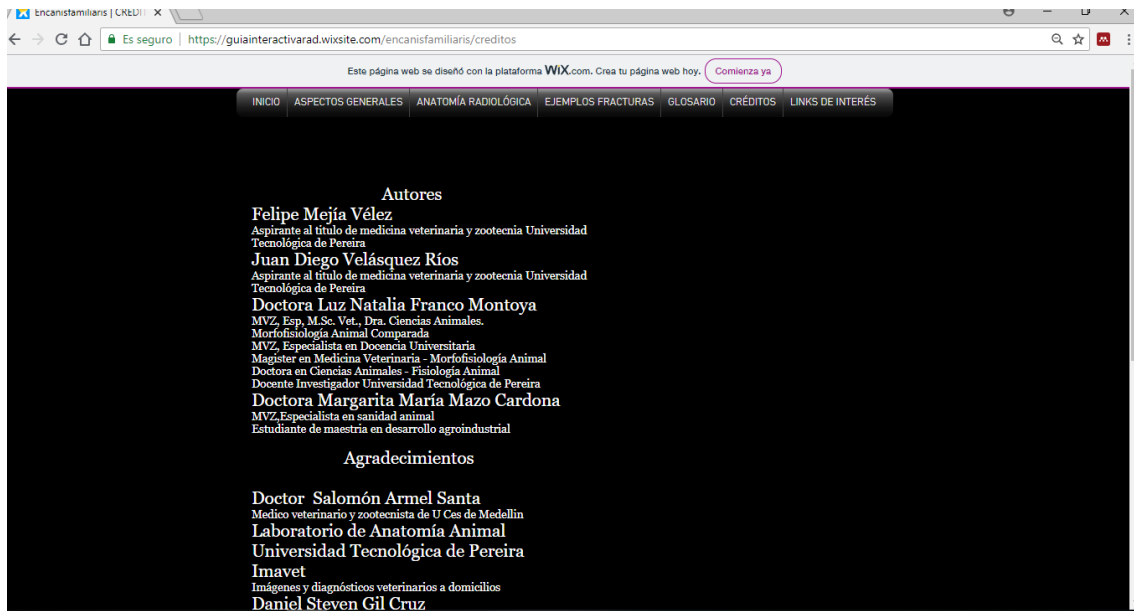 Encanisfamiliaris | CREDIT
Es seguro | https://guiainteractivarad.wixsite.com/encanisfamiliaris/creditos
Este página web se diseñó con la plataforma WiX.com. Crea tu página web hoy. Comienza ya
INICIO ASPECTOS GENERALES ANATOMÍA RADIOLÓGICA EJEMPLOS FRACTURAS GLOSARIO CRÉDITOS LINKS DE INTERÉS
Autores
Felipe Mejía Vélez
Aspirante al titulo de medicina veterinaria y zootecnia Universidad
Tecnológica de Pereira
Juan Diego Velásquez Ríos
Aspirante al titulo de medicina veterinaria y zootecnia Universidad
Tecnológica de Pereira
Doctora Luz Natalia Franco Montoya
MVZ, Esp, M.Sc. Vet., Dra. Ciencias Animales.
Morfofisiología Animal Comparada
MVZ, Especialista en Docencia Universitaria
Magister en Medicina Veterinaria - Morfofisiología Animal
Doctora en Ciencias Animales - Fisiología Animal
Docente Investigador Universidad Tecnológica de Pereira
Doctora Margarita María Mazo Cardona
MVZ,Especialista en sanidad animal
Estudiante de maestria en desarrollo agroindustrial
Agradecimientos
Doctor Salomón Armel Santa
Medico veterinario y zootecnista de U Ces de Medellin
Laboratorio de Anatomía Animal
Universidad Tecnológica de Pereira
Imavet
Imágenes y diagnósticos veterinarios a domicilios
Daniel Steven Gil Cruz